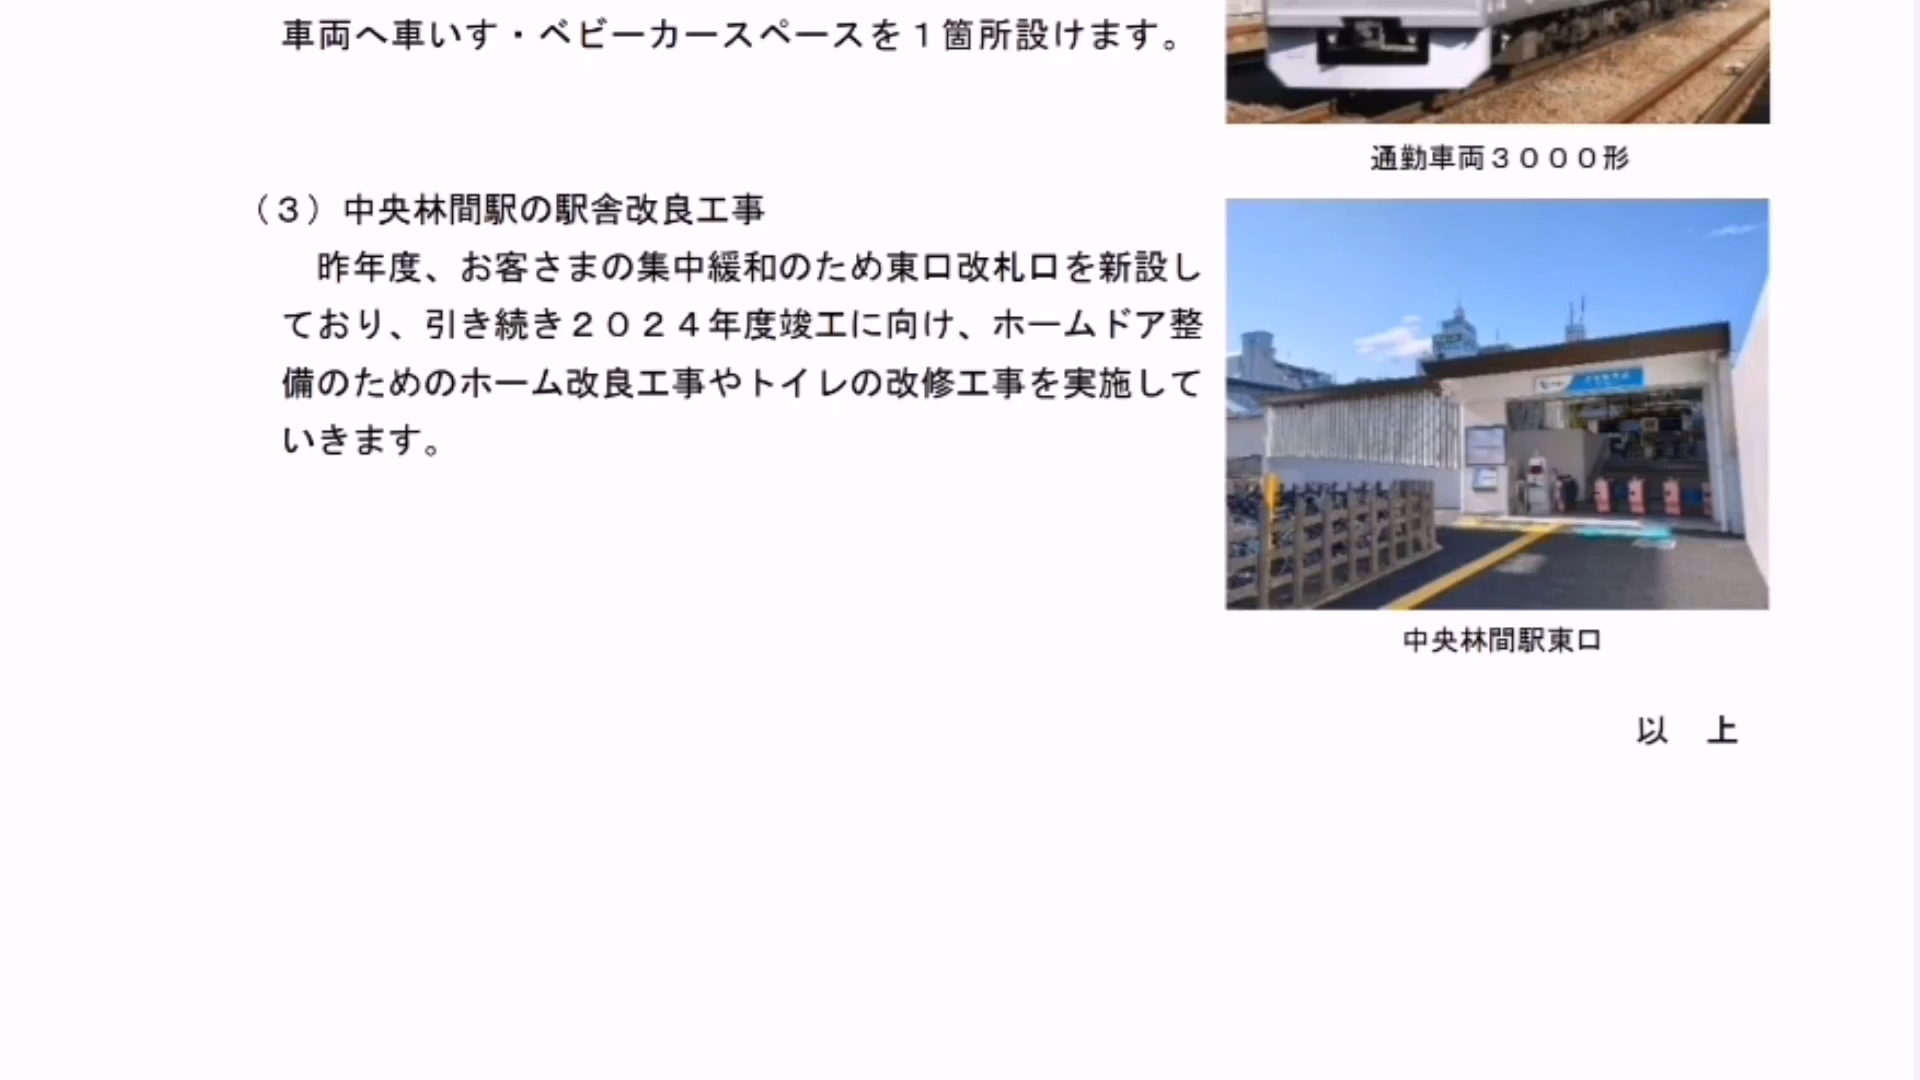 車両へ車いす・ベビーカースペースを１箇所設けます。
通勤車両３０００形
（３）中央林間駅の駅舎改良工事
昨年度、お客さまの集中緩和のため東口改札口を新設し
ており、引き続き２０２４年度竣工に向け、ホームドア整
備のためのホーム改良工事やトイレの改修工事を実施して
いきます。
中央林間駅東口
以　上